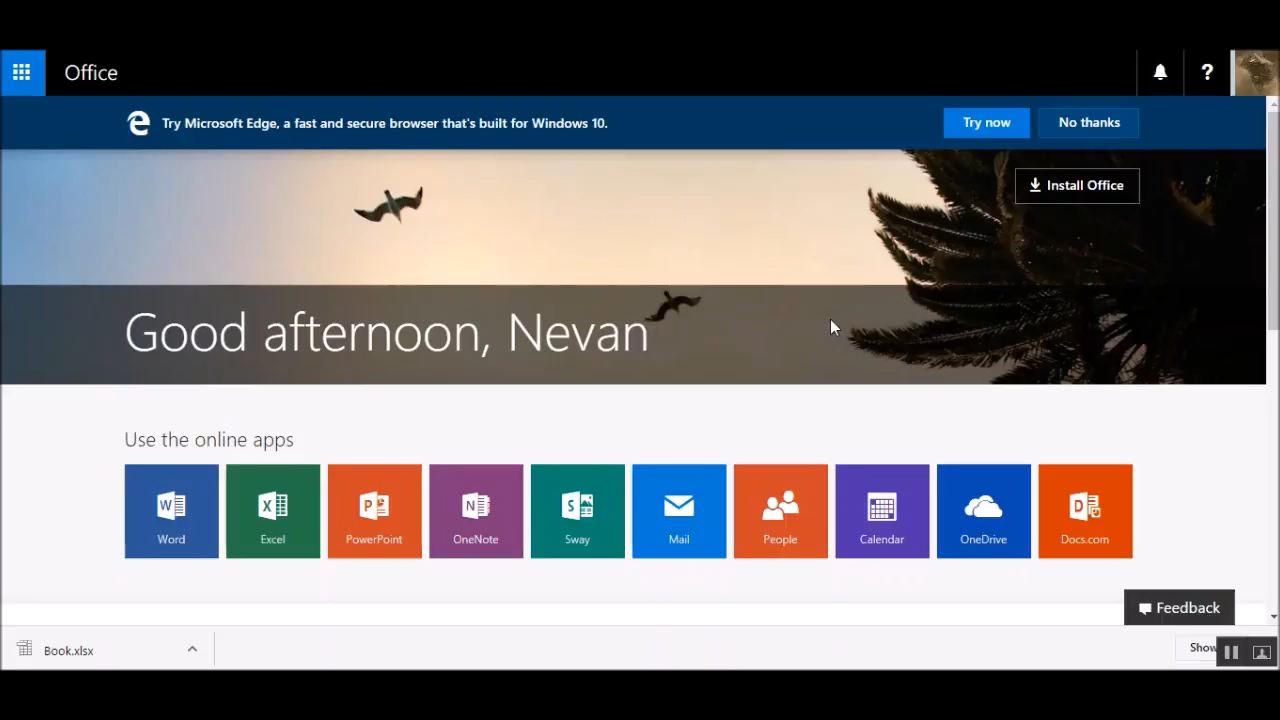 Office
?
Try Microsoft Edge, a fast and secure browser that's built for Windows 10.
Try now
No thanks
Install Office
Good afternoon, Nevan
Use the online apps
Word
Excel
PowerPoint
OneNote
Sway
Mail
People
Calendar
OneDrive
Docs.com
Feedback
Book.xlsx
Show